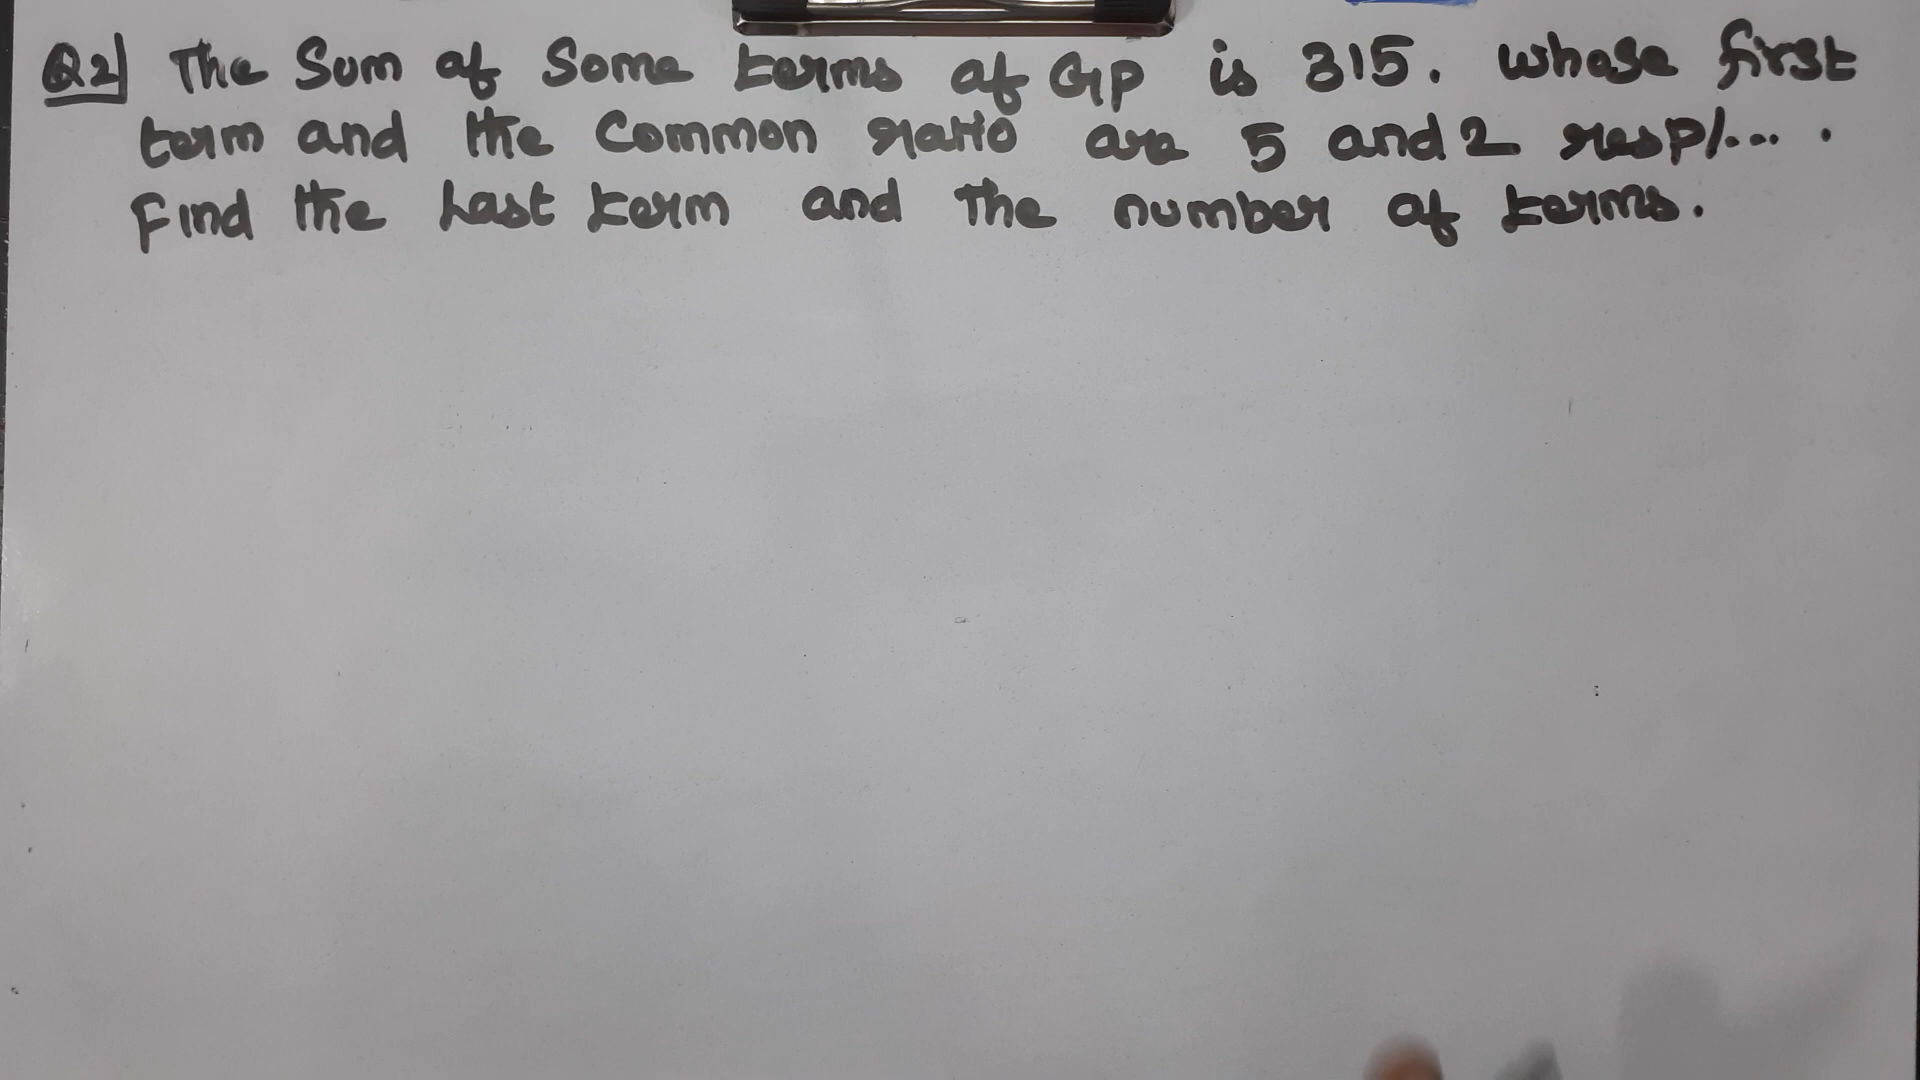 Q2] The Sum of Some terms of GP is 315. whose first
term and the Common ratio are 5 and 2 resp/.... .
Find the Last term and the number of terms.